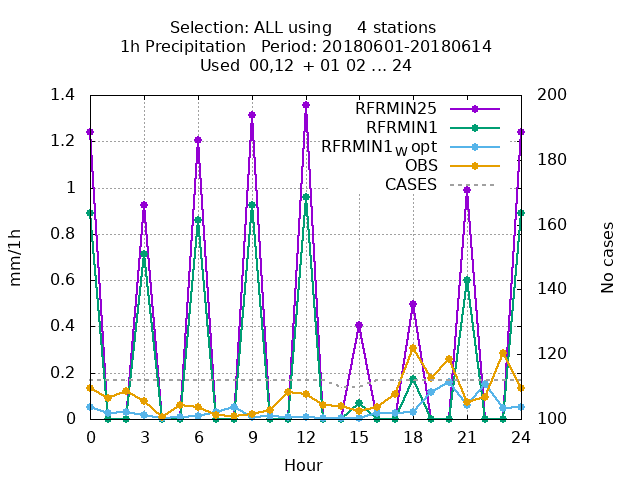 Selection: ALL using 4 stations
1h Precipitation Period: 20180601-20180614
Used 00,12 + 01 02 ... 24
RFRMIN25
RFRMIN1
RFRMIN1w opt
OBS
CASES
1.4
1.2
1
0.8
0.6
0.4
0.2
0
mm/1h
200
180
160
140
120
100
No cases
0 3 6 9 12 15 18 21 24
Hour